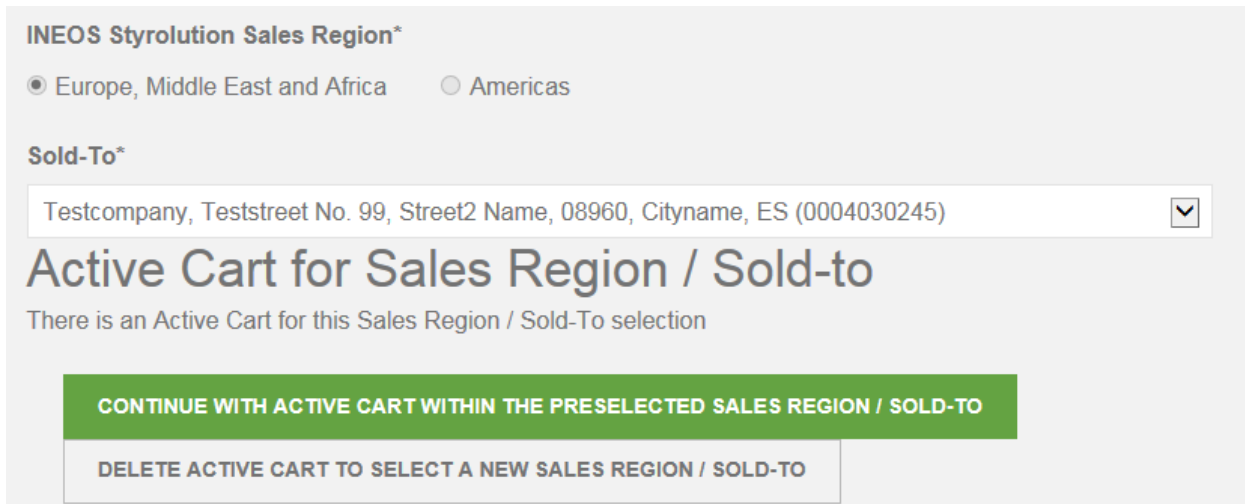 INEOS Styrolution Sales Region*
Europe, Middle East and Africa Americas
Sold-To*
Testcompany, Teststreet No. 99, Street2 Name, 08960, Cityname, ES (0004030245)
Active Cart for Sales Region / Sold-to
There is an Active Cart for this Sales Region / Sold-To selection
CONTINUE WITH ACTIVE CART WITHIN THE PRESELECTED SALES REGION / SOLD-TO
DELETE ACTIVE CART TO SELECT A NEW SALES REGION / SOLD-TO